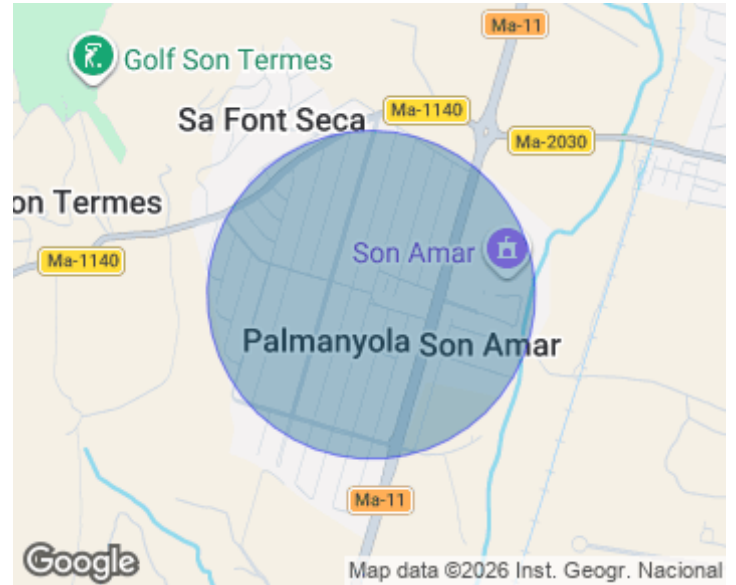 Ma-11
Golf Son Termes
Sa Font Seca
Ma-1140
Ma-2030
on Termes
Son Amar
Ma-1140
Palmanyola
Son Amar
Ma-11
Google
Map data ©2026 Inst. Geogr. Nacional